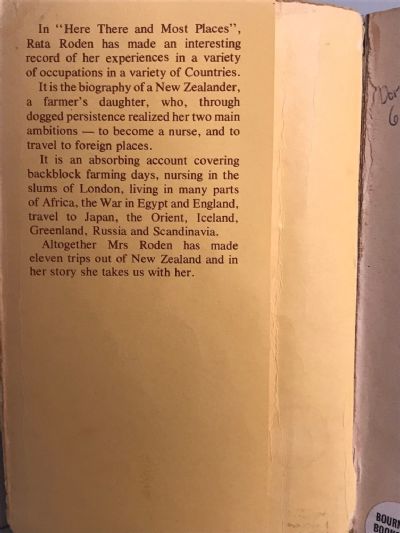 In "Here There and Most Places",
Rata Roden has made an interesting
record of her experiences in a variety
of occupations in a variety of Countries.
It is the biography of a New Zealander,
a farmer's daughter, who, through
dogged persistence realized her two main
ambitions — to become a nurse, and to
travel to foreign places.
It is an absorbing account covering
backblock farming days, nursing in the
slums of London, living in many parts
of Africa, the War in Egypt and England,
travel to Japan, the Orient, Iceland,
Greenland, Russia and Scandinavia.
Altogether Mrs Roden has made
eleven trips out of New Zealand and in
her story she takes us with her.